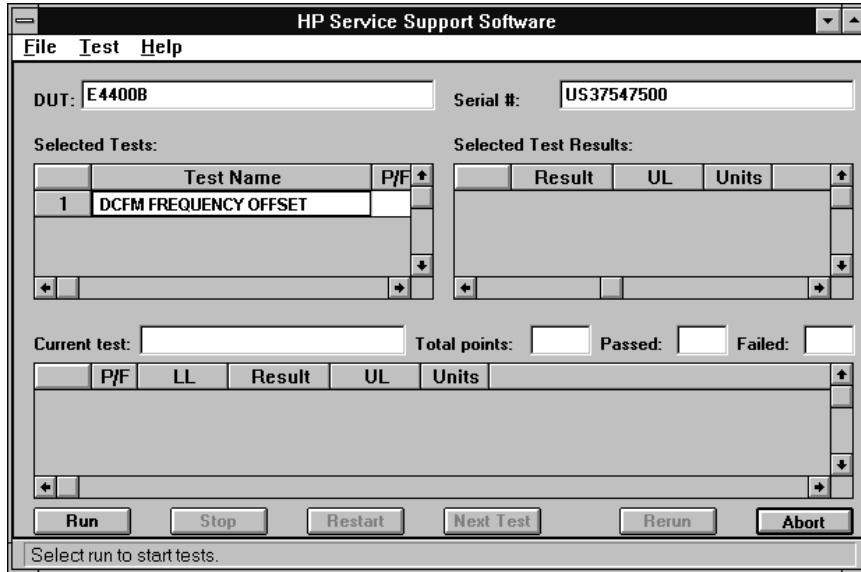 HP Service Support Software
File Test Help
DUT: E4400B Serial #: US37547500
Selected Tests: Selected Test Results:
Test Name P/F Result UL Units
1 DCFM FREQUENCY OFFSET
Current test: Total points: Passed: Failed:
P/F LL Result UL Units
Run Stop Restart Next Test Rerun Abort
Select run to start tests.